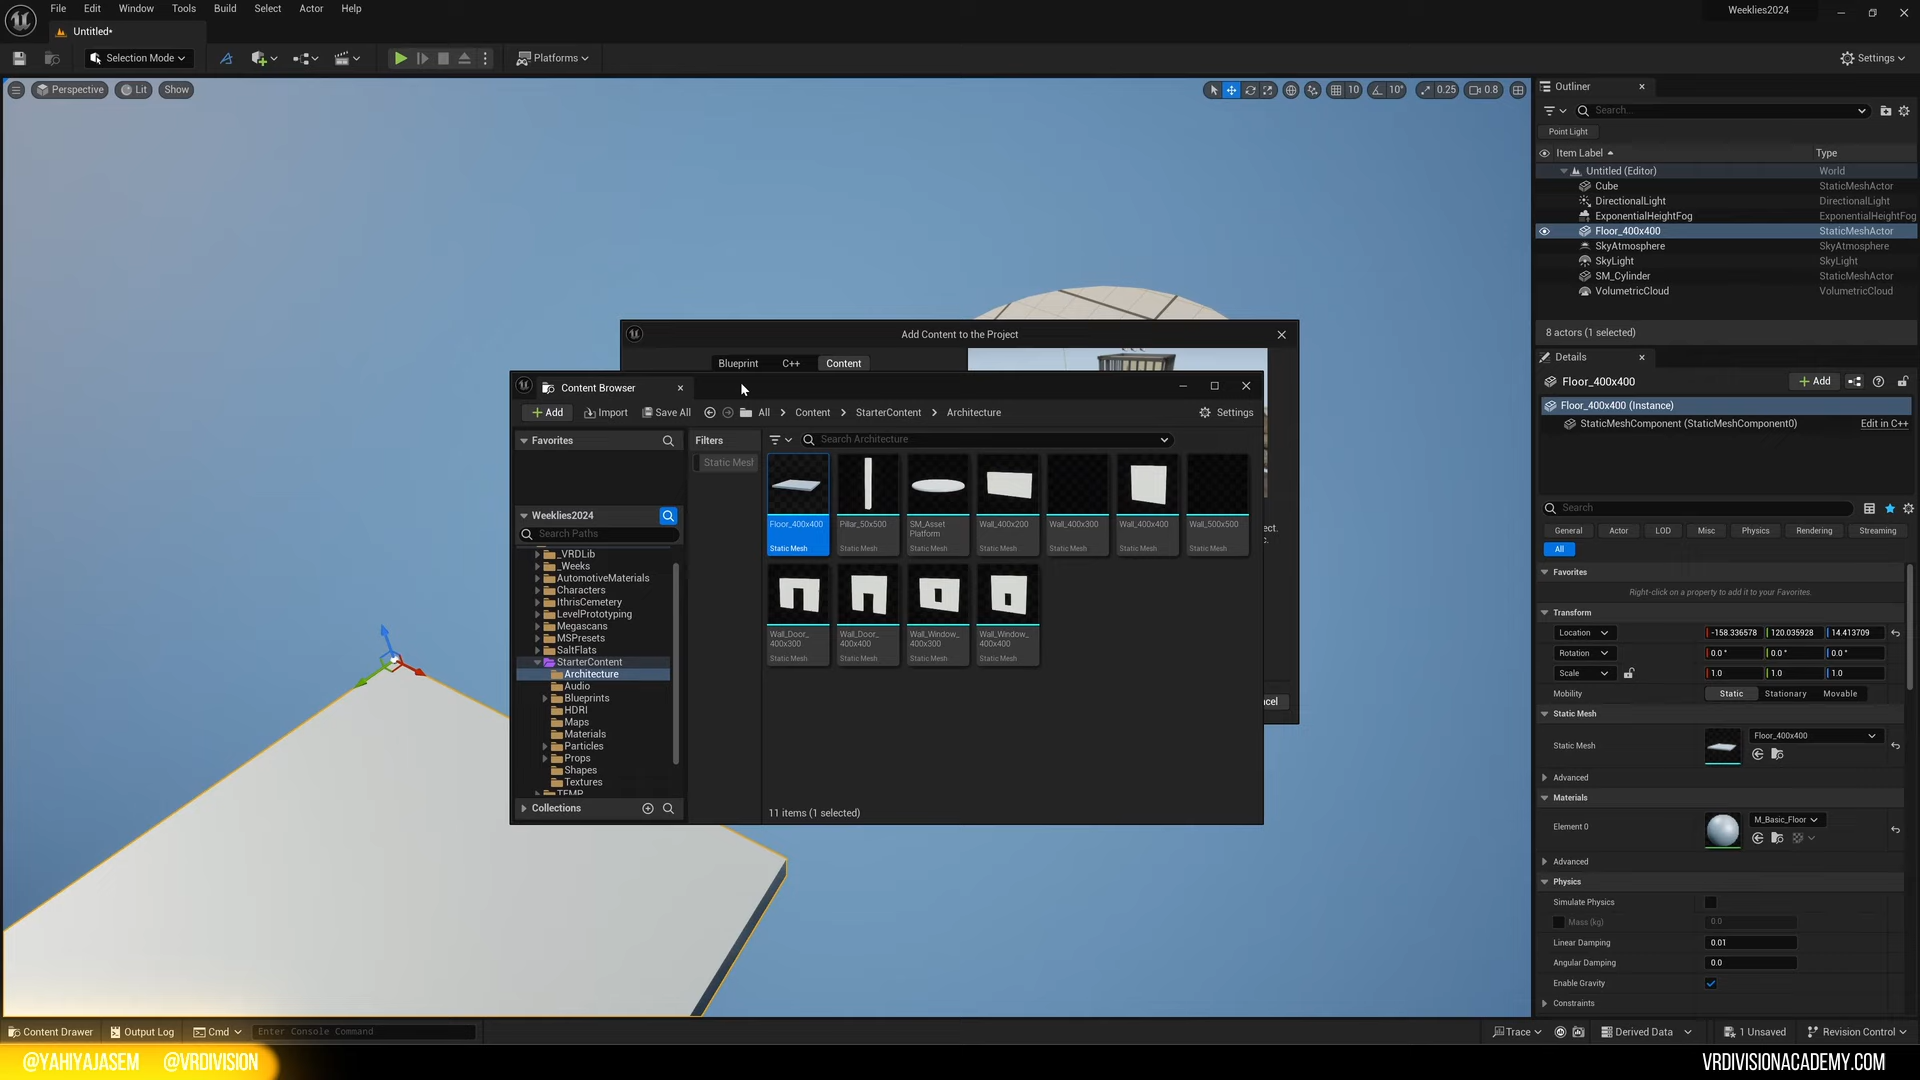 File Edit Window Tools Build Select Actor Help
Weeklies2024
Untitled*
Selection Mode
Platforms
Settings
Perspective Lit Show
10 10° 0.25 0.8
Outliner
Search...
Point Light
Item Label Type
Untitled (Editor) World
Cube StaticMeshActor
DirectionalLight DirectionalLight
ExponentialHeightFog ExponentialHeightFog
Floor_400x400 StaticMeshActor
SkyAtmosphere SkyAtmosphere
SkyLight SkyLight
SM_Cylinder StaticMeshActor
VolumetricCloud VolumetricCloud
8 actors (1 selected)
Add Content to the Project
Blueprint C++ Content
ect.
c.
ncel
Content Browser
Add Import Save All All Content StarterContent Architecture Settings
Favorites
Filters
Search Architecture
Static Mesl
Weeklies2024
Search Paths
_VRDLib
_Weeks
AutomotiveMaterials
Characters
IthrisCemetery
LevelPrototyping
Megascans
MSPresets
SaltFlats
StarterContent
Architecture
Audio
Blueprints
HDRI
Maps
Materials
Particles
Props
Shapes
Textures
TEMP
Collections
Floor_400x400 Pillar_50x500 SM_Asset Wall_400x200 Wall_400x300 Wall_400x400 Wall_500x500
Platform
Static Mesh Static Mesh Static Mesh Static Mesh Static Mesh Static Mesh Static Mesh
Wall_Door_ Wall_Door_ Wall_Window_ Wall_Window_
400x300 400x400 400x300 400x400
Static Mesh Static Mesh Static Mesh Static Mesh
11 items (1 selected)
Details
Floor_400x400
Add
Floor_400x400 (Instance)
StaticMeshComponent (StaticMeshComponent0) Edit in C++
Search
General Actor LOD Misc Physics Rendering Streaming
All
Favorites
Right-click on a property to add it to your Favorites.
Transform
Location -158.336578 120.035928 14.413709
Rotation 0.0 ° 0.0 ° 0.0 °
Scale 1.0 1.0 1.0
Mobility Static Stationary Movable
Static Mesh
Static Mesh Floor_400x400
Advanced
Materials
Element 0 M_Basic_Floor
Advanced
Physics
Simulate Physics
Mass (kg) 0.0
Linear Damping 0.01
Angular Damping 0.0
Enable Gravity
Constraints
Content Drawer Output Log Cmd Enter Console Command
Trace Derived Data 1 Unsaved Revision Control
@YAHIYAJASEM @VRDIVISION
VRDIVISIONACADEMY.COM